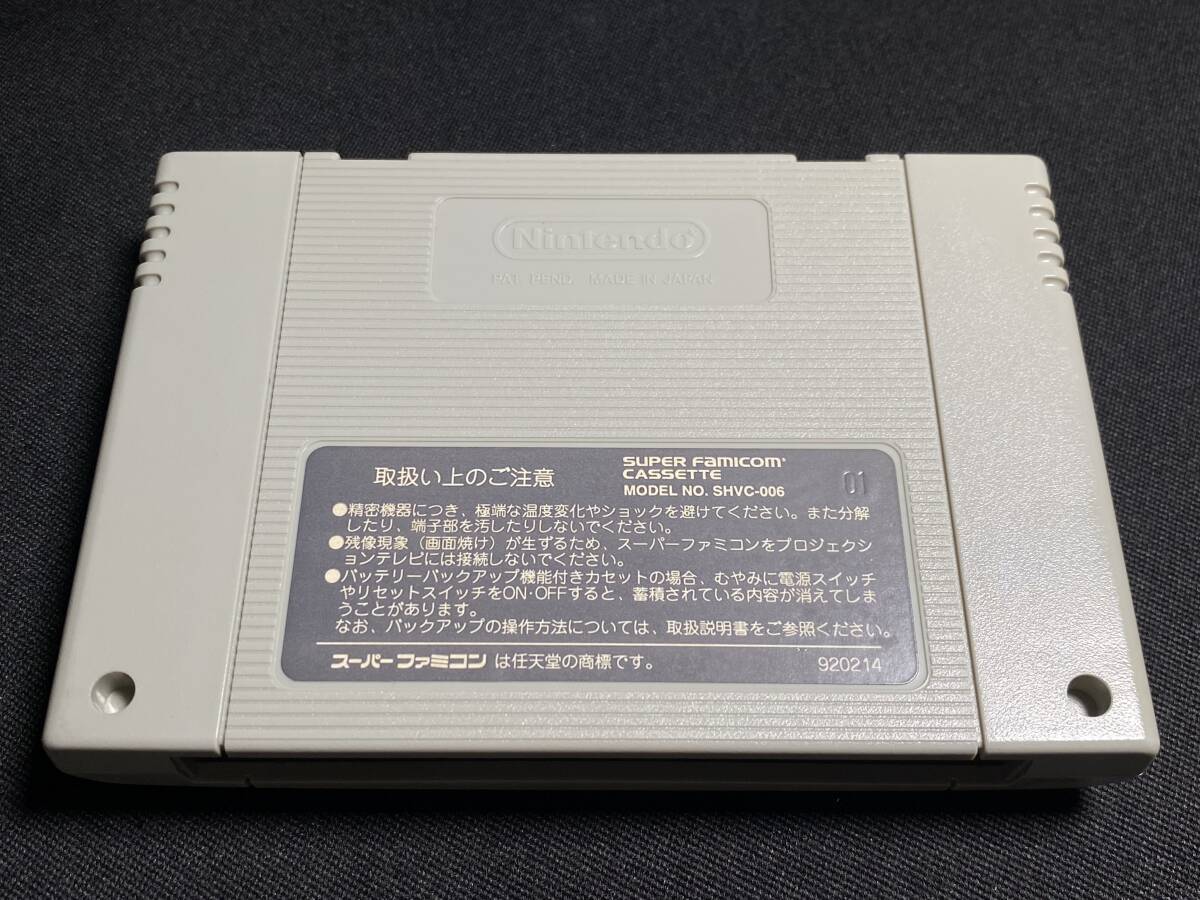 Nintendo
PAT. PEND. MADE IN JAPAN
取扱い上のご注意
SUPER FAMICOM
CASSETTE
MODEL NO. SHVC-006
01
●精密機器につき、極端な温度変化やショックを避けてください。また分解
したり、端子部を汚したりしないでください。
●残像現象（画面焼け）が生ずるため、スーパーファミコンをプロジェクシ
ョンテレビには接続しないでください。
●バッテリーバックアップ機能付きカセットの場合、むやみに電源スイッチ
やリセットスイッチをON・OFFすると、蓄積されている内容が消えてしま
うことがあります。
なお、バックアップの操作方法については、取扱説明書をご参照ください。
スーパーファミコン は任天堂の商標です。
920214